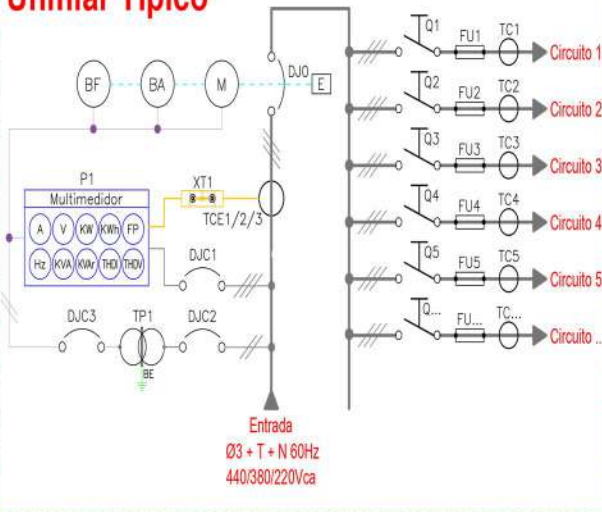 Unifilar Típico
BF
BA
M
DJ0
E
P1
Multimedidor
A V KW KWh FP
Hz KVA KVAr THDI THDV
XT1
TCE1/2/3
DJC1
DJC3
TP1
DJC2
BE
Entrada
Ø3 + T + N 60Hz
440/380/220Vca
Q1 FU1 TC1 Circuito 1
Q2 FU2 TC2 Circuito 2
Q3 FU3 TC3 Circuito 3
Q4 FU4 TC4 Circuito 4
Q5 FU5 TC5 Circuito 5
Q... FU... TC... Circuito ..